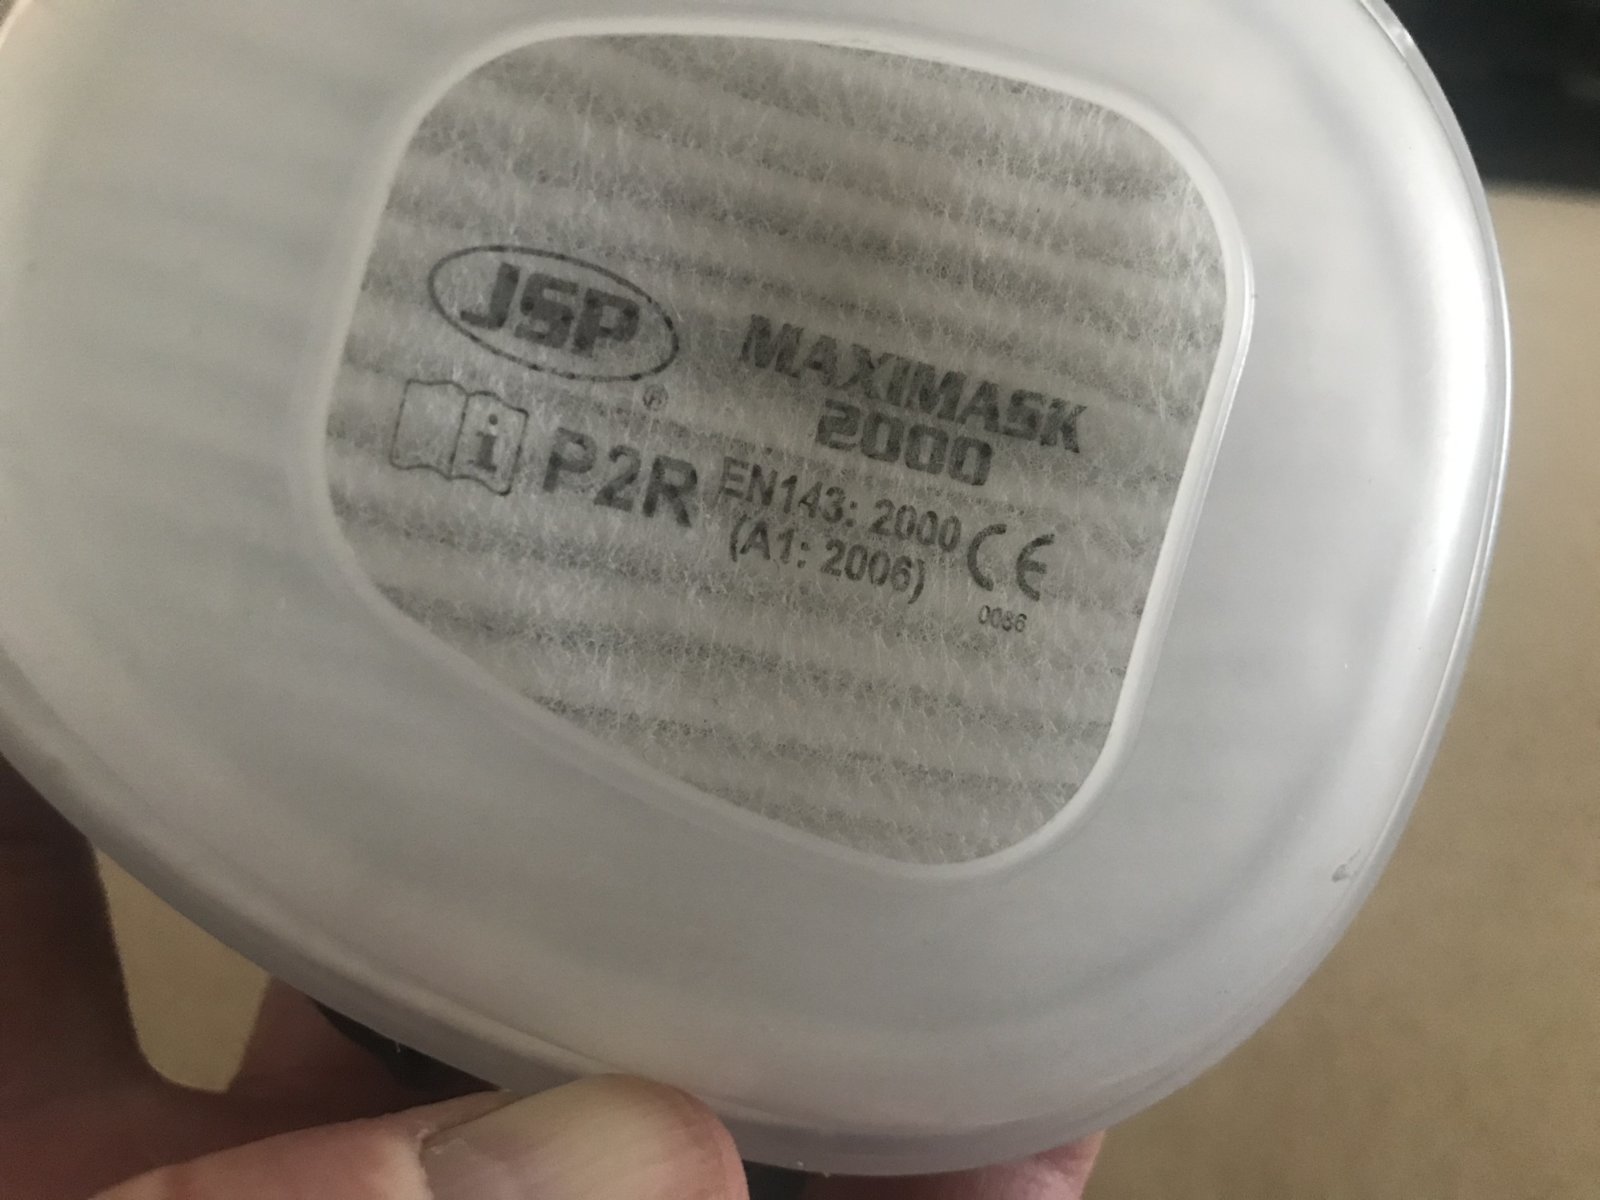 JSP
®
MAXIMASK
2000
i
P2R
EN143: 2000
(A1: 2006)
CE
0086